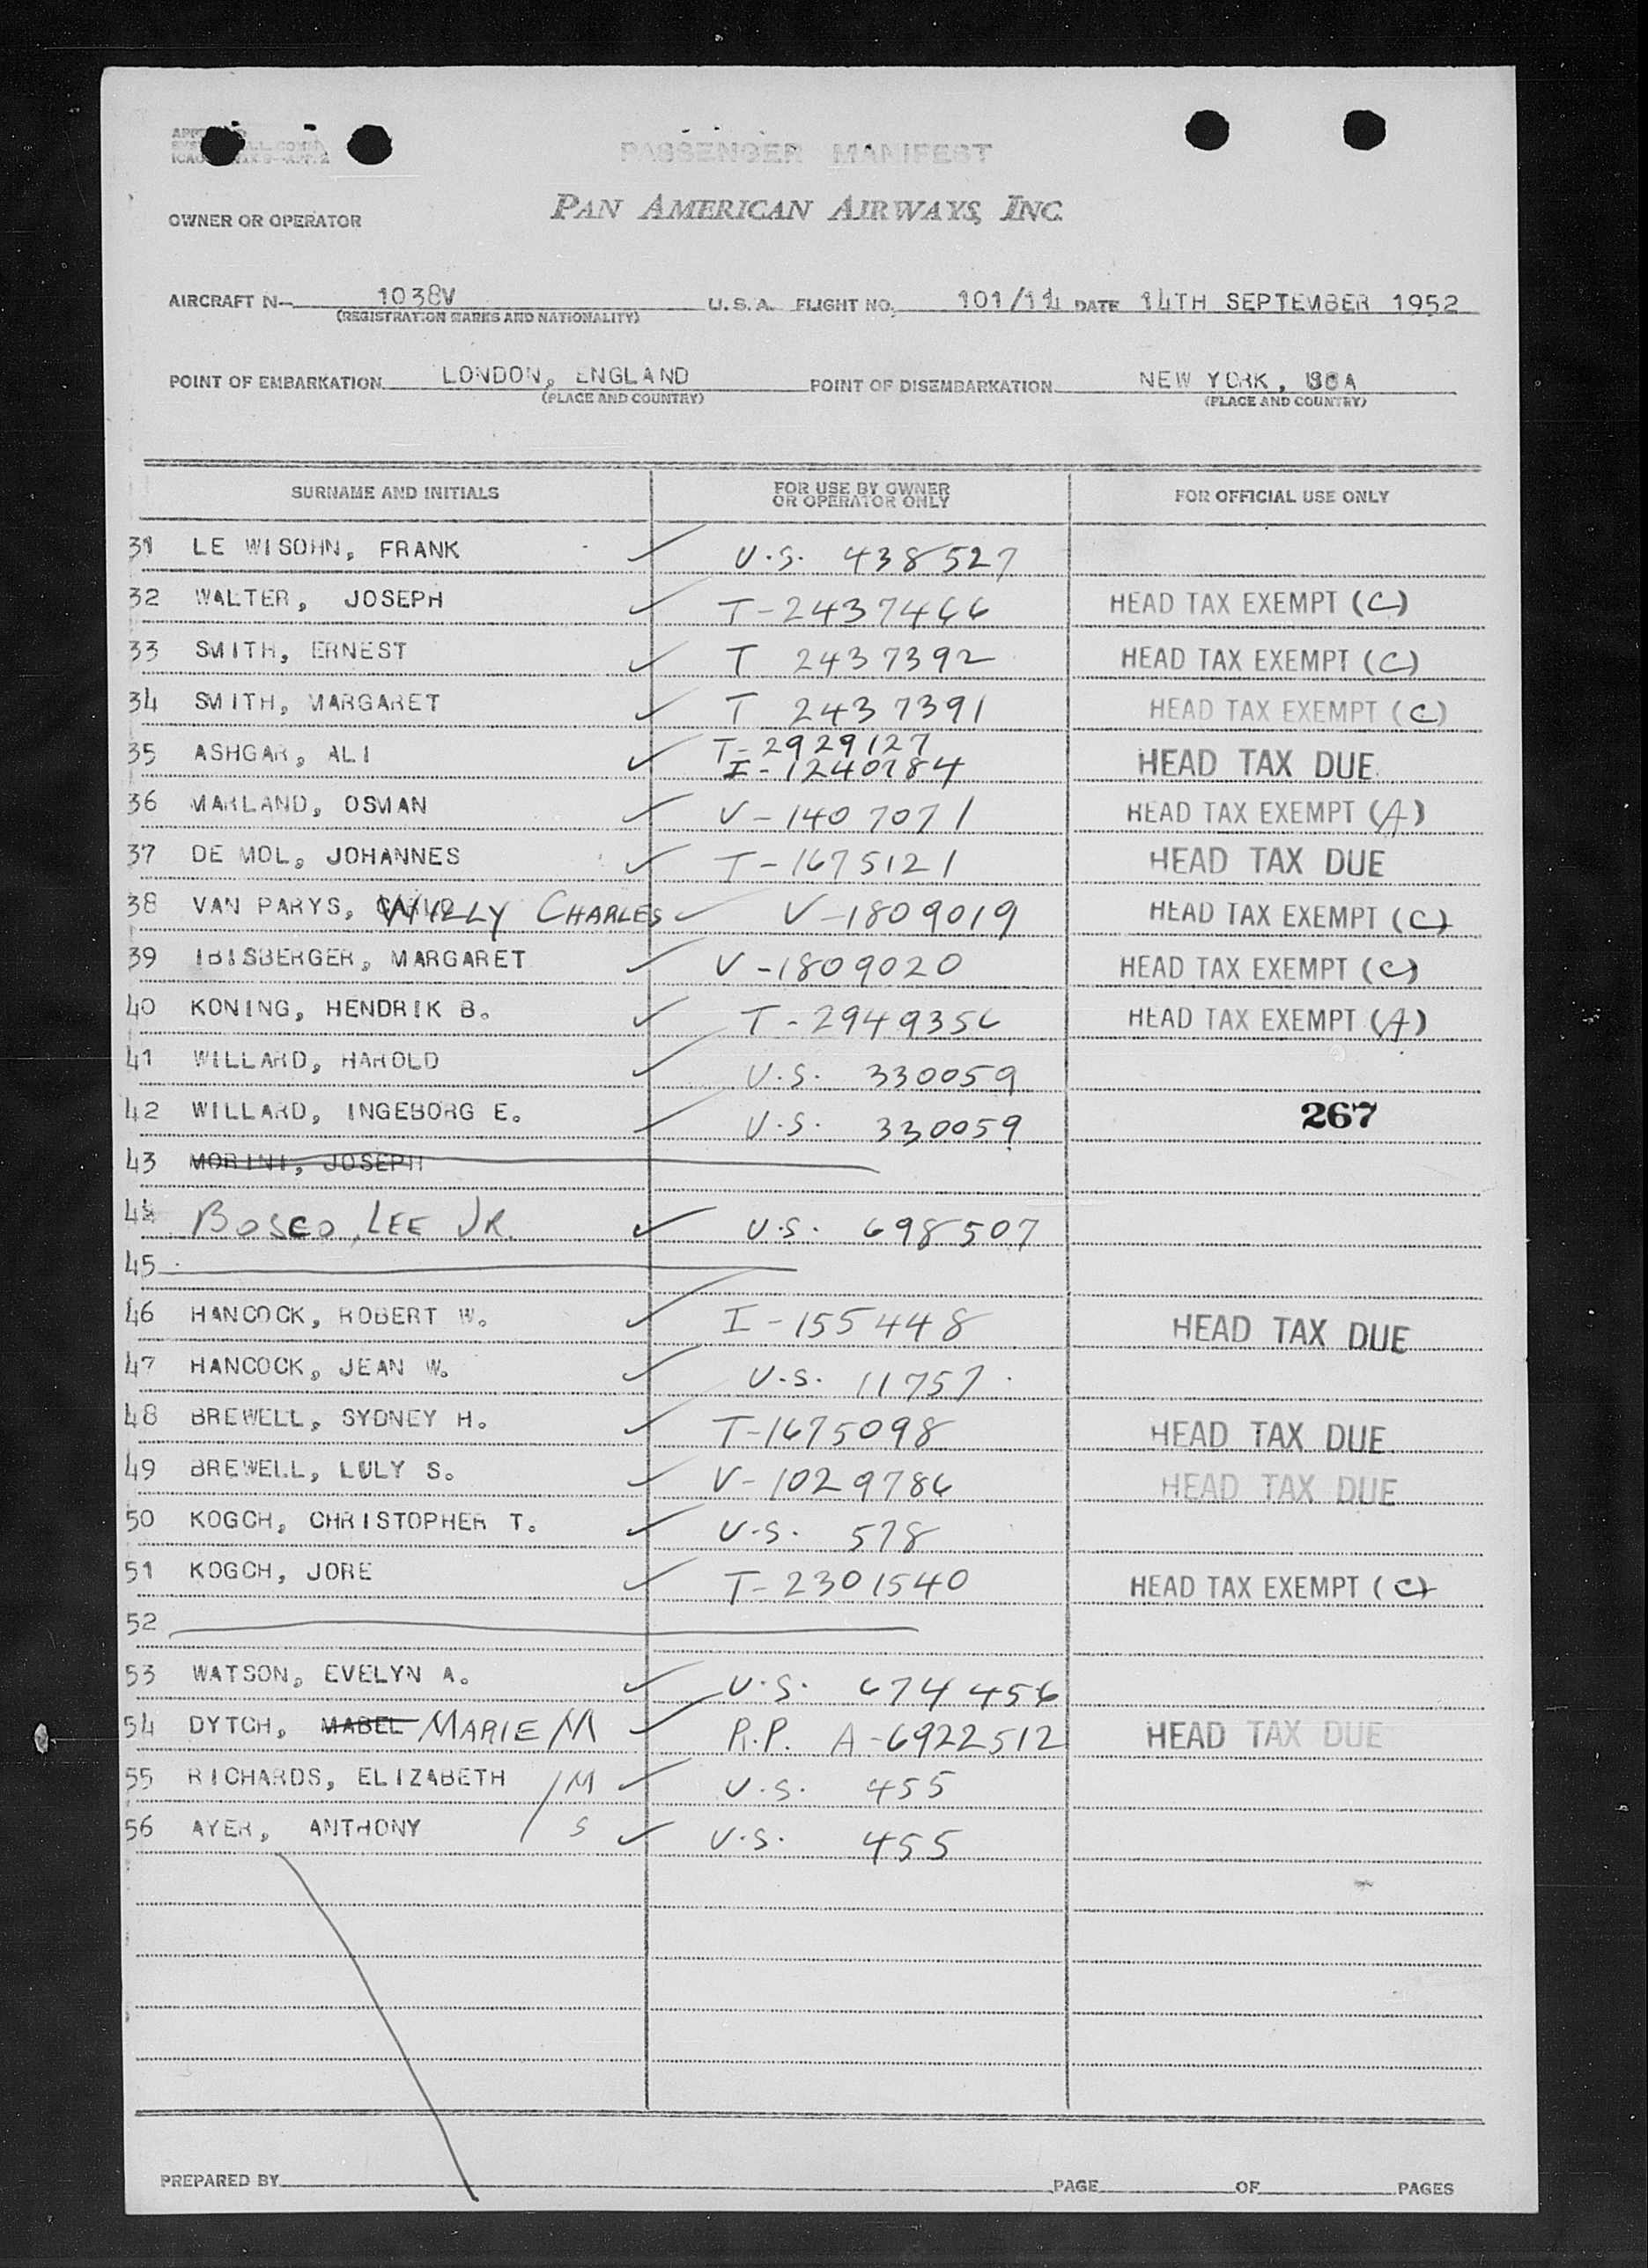 PASSENGER MANIFEST
OWNER OR OPERATOR PAN AMERICAN AIRWAYS, INC.
AIRCRAFT N- 1038V U.S.A. FLIGHT NO. 101/14 DATE 14TH SEPTEMBER 1952
(REGISTRATION MARKS AND NATIONALITY)
POINT OF EMBARKATION LONDON, ENGLAND POINT OF DISEMBARKATION NEW YORK, USA
(PLACE AND COUNTRY) (PLACE AND COUNTRY)
SURNAME AND INITIALS FOR USE BY OWNER OR OPERATOR ONLY FOR OFFICIAL USE ONLY
31 LE WISOHN, FRANK ✓ U.S. 438527
32 WALTER, JOSEPH ✓ T-2437466 HEAD TAX EXEMPT (C)
33 SMITH, ERNEST ✓ T 2437392 HEAD TAX EXEMPT (C)
34 SMITH, MARGARET ✓ T 2437391 HEAD TAX EXEMPT (C)
35 ASHGAR, ALI ✓ T-2929127 I-1240784 HEAD TAX DUE
36 MARLAND, OSMAN ✓ V-1407071 HEAD TAX EXEMPT (A)
37 DE MOL, JOHANNES ✓ T-1675121 HEAD TAX DUE
38 VAN PARYS, WILLY CHARLES ✓ V-1809019 HEAD TAX EXEMPT (C)
39 IBISBERGER, MARGARET ✓ V-1809020 HEAD TAX EXEMPT (C)
40 KONING, HENDRIK B. ✓ T-2949356 HEAD TAX EXEMPT (A)
41 WILLARD, HAROLD ✓ U.S. 330059
42 WILLARD, INGEBORG E. ✓ U.S. 330059 267
43 MORINI, JOSEPH
44 BOSCO, LEE JR. ✓ U.S. 698507
45
46 HANCOCK, ROBERT W. ✓ I-155448 HEAD TAX DUE
47 HANCOCK, JEAN W. ✓ U.S. 11757
48 BREWELL, SYDNEY H. ✓ T-1675098 HEAD TAX DUE
49 BREWELL, LULY S. ✓ V-1029786 HEAD TAX DUE
50 KOGCH, CHRISTOPHER T. ✓ U.S. 578
51 KOGCH, JORE ✓ T-2301540 HEAD TAX EXEMPT (C)
52
53 WATSON, EVELYN A. ✓ U.S. 674456
54 DYTCH, MABEL MARIE M ✓ R.P. A-6922512 HEAD TAX DUE
55 RICHARDS, ELIZABETH / M ✓ U.S. 455
56 AYER, ANTHONY / S ✓ U.S. 455
PREPARED BY PAGE OF PAGES